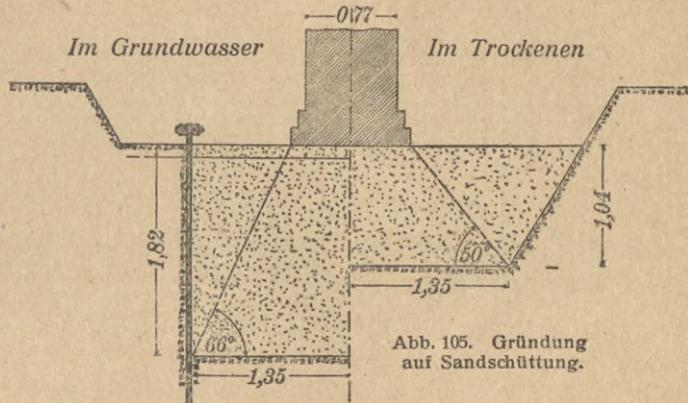 0,77
Im Grundwasser
Im Trockenen
1,82
1,04
50°
1,35
66°
1,35
Abb. 105. Gründung
auf Sandschüttung.